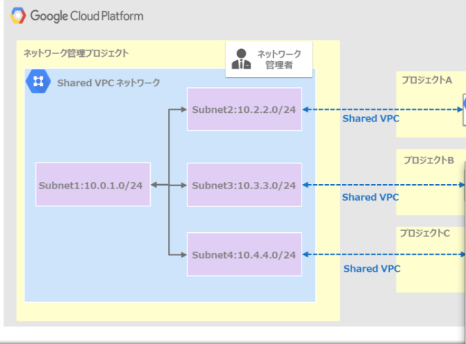 Google Cloud Platform
ネットワーク管理プロジェクト
ネットワーク
管理者
Shared VPC ネットワーク
プロジェクトA
Subnet2:10.2.2.0/24
Shared VPC
プロジェクトB
Subnet1:10.0.1.0/24
Subnet3:10.3.3.0/24
Shared VPC
プロジェクトC
Subnet4:10.4.4.0/24
Shared VPC